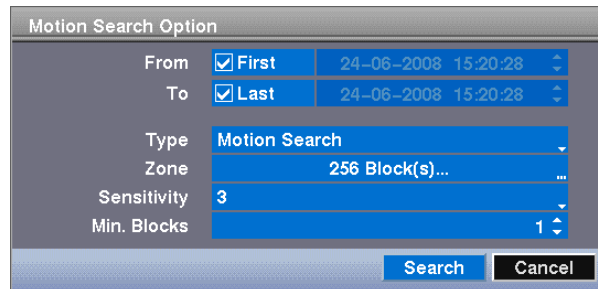 Motion Search Option
From First 24-06-2008 15:20:28
To Last 24-06-2008 15:20:28
Type Motion Search
Zone 256 Block(s)...
Sensitivity 3
Min. Blocks 1
Search Cancel